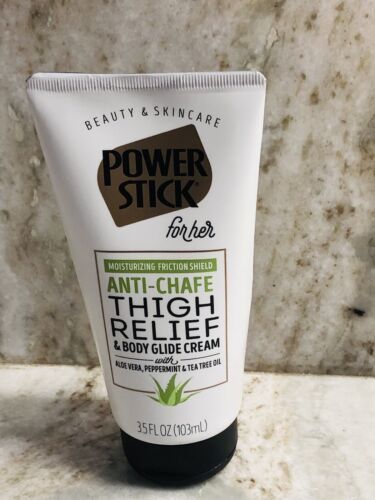 BEAUTY & SKINCARE
POWER
STICK®
for her
MOISTURIZING FRICTION SHIELD
ANTI-CHAFE
THIGH
RELIEF
& BODY GLIDE CREAM
with
ALOE VERA, PEPPERMINT & TEA TREE OIL
3.5 FL OZ (103mL)